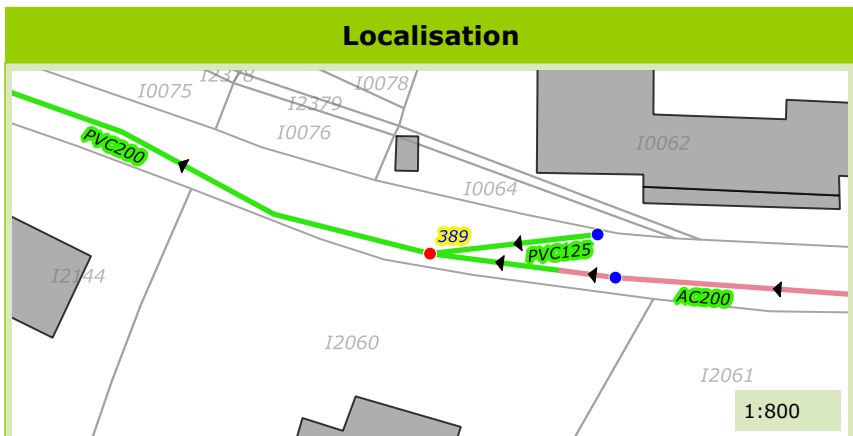 Localisation
I2378
I0078
I0075
I2379
I0076
I0062
PVC200
I0064
389
PVC125
I2144
AC200
I2060
I2061
1:800